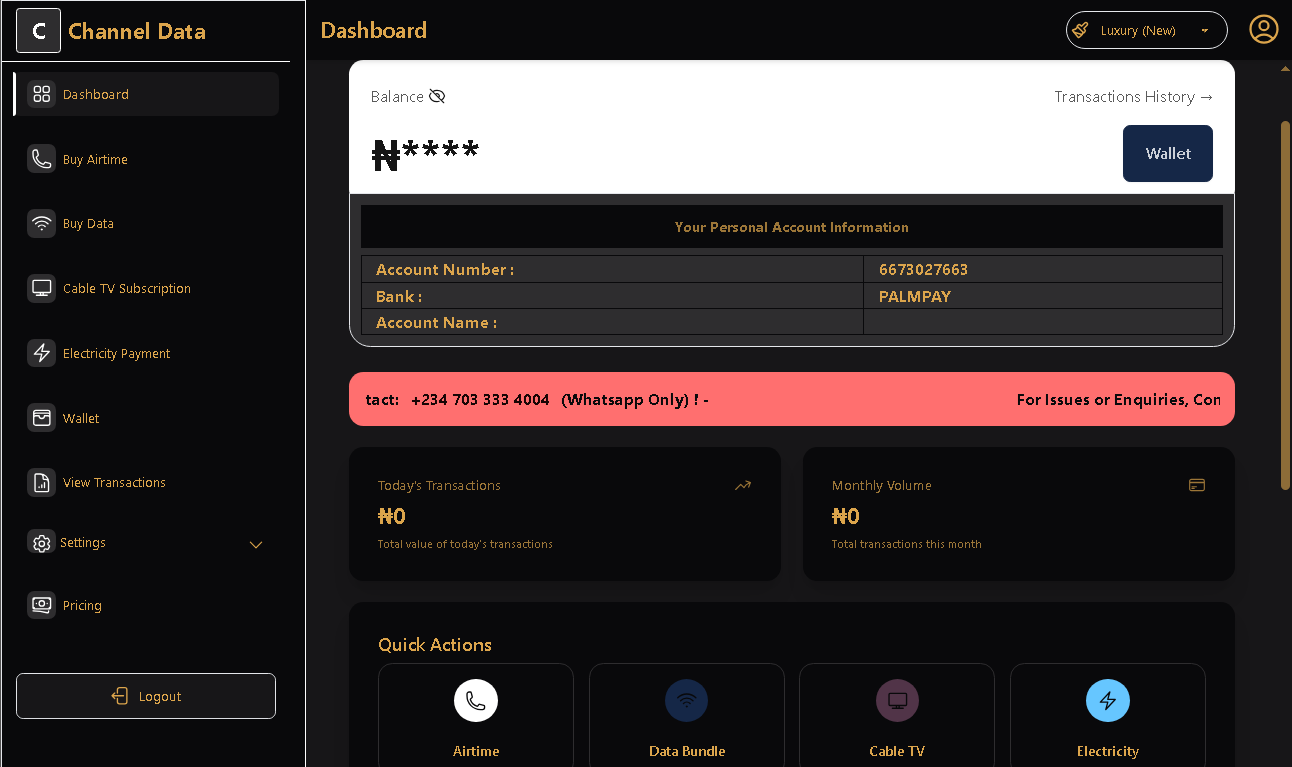 C Channel Data
Dashboard
Luxury (New)
Dashboard
Buy Airtime
Buy Data
Cable TV Subscription
Electricity Payment
Wallet
View Transactions
Settings
Pricing
Logout
Balance
Transactions History →
₦****
Wallet
Your Personal Account Information
Account Number : 6673027663
Bank : PALMPAY
Account Name :
tact: +234 703 333 4004 (Whatsapp Only) ! - For Issues or Enquiries, Con
Today's Transactions
₦0
Total value of today's transactions
Monthly Volume
₦0
Total transactions this month
Quick Actions
Airtime
Data Bundle
Cable TV
Electricity